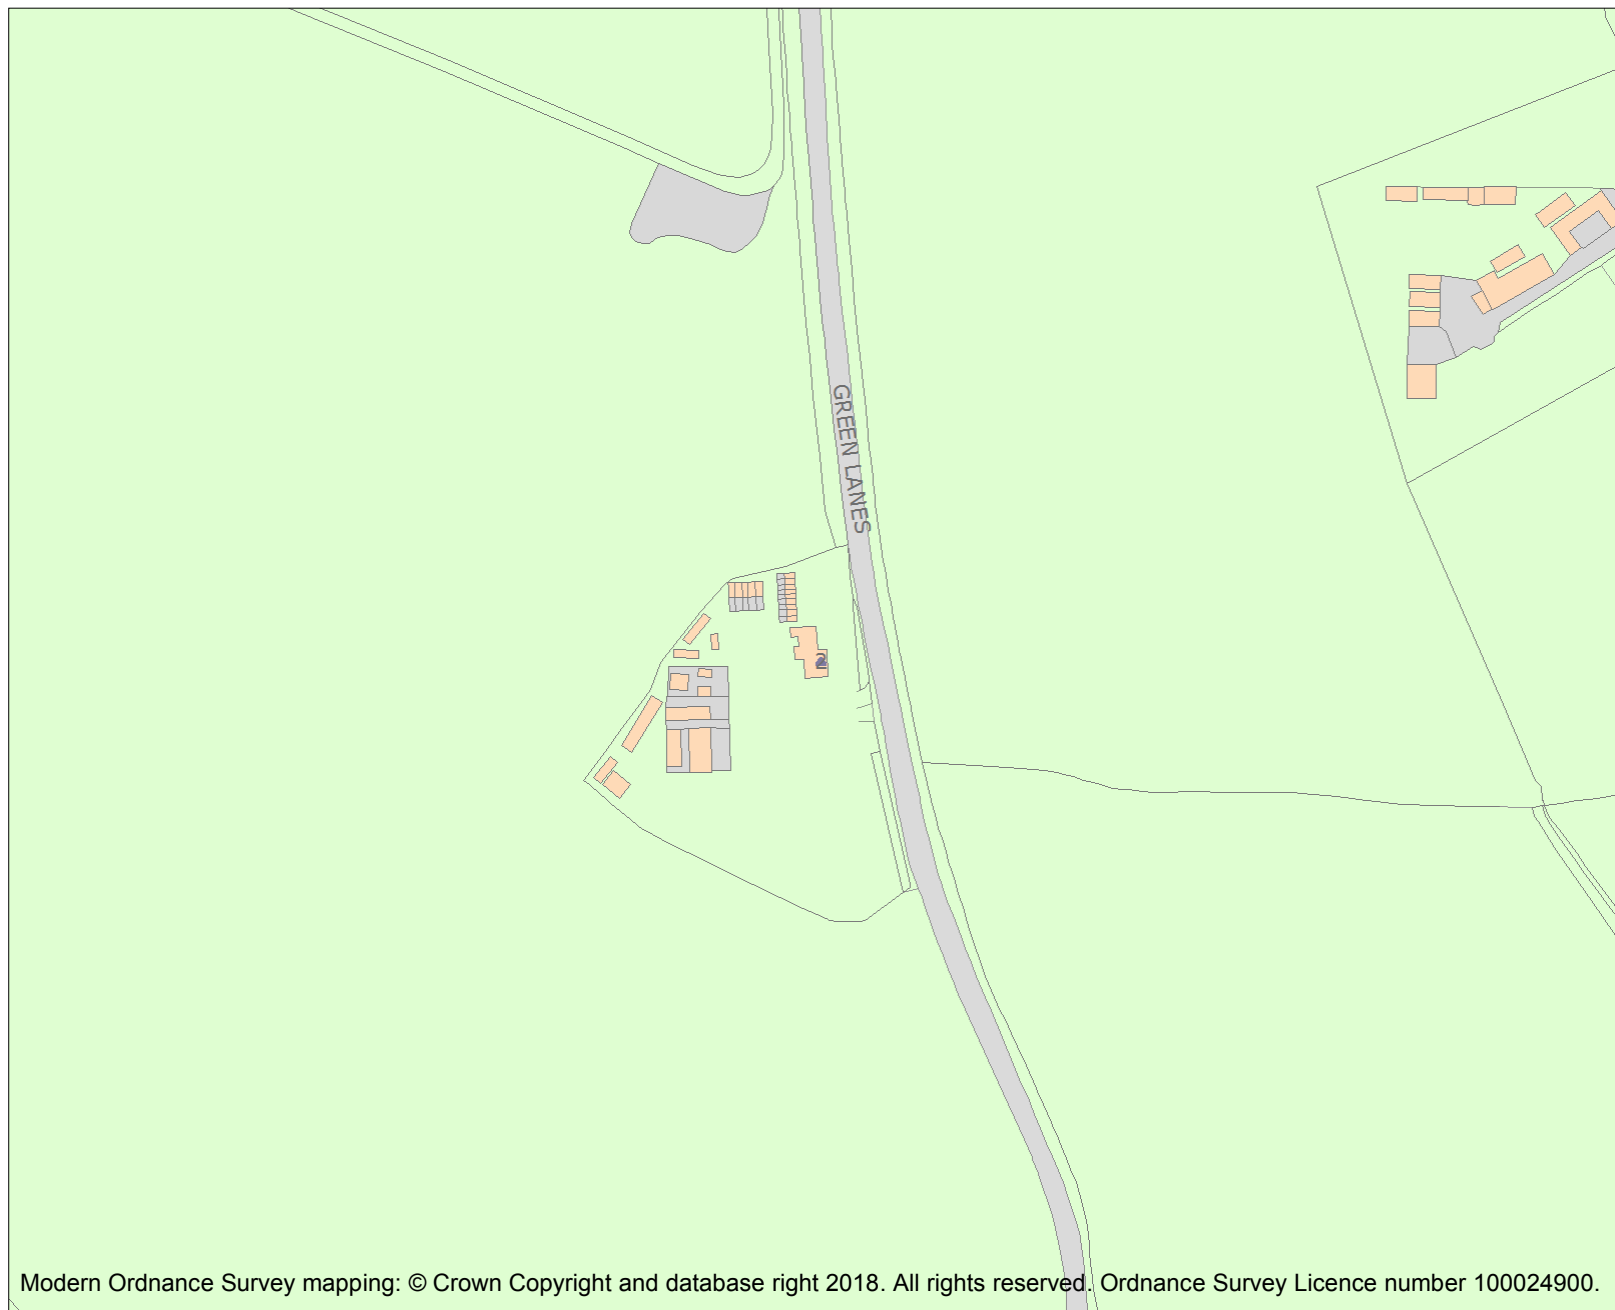 GREEN LANES
2
Modern Ordnance Survey mapping: © Crown Copyright and database right 2018. All rights reserved. Ordnance Survey Licence number 100024900.